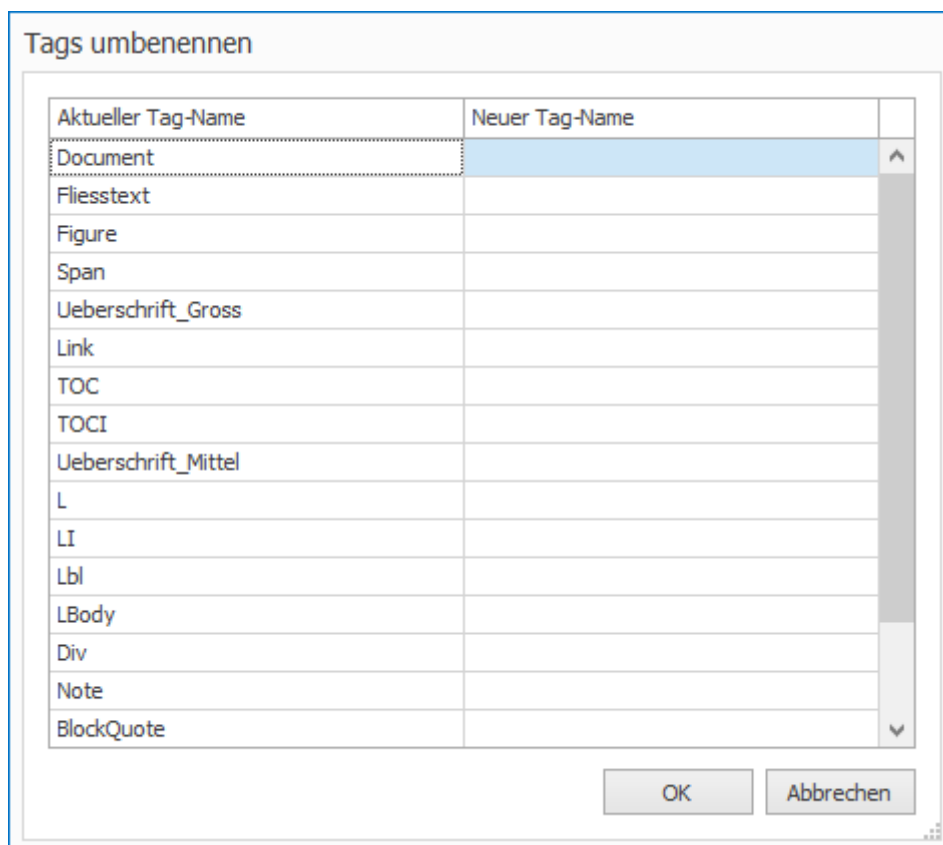 Tags umbenennen
Aktueller Tag-Name Neuer Tag-Name
Document
Fliesstext
Figure
Span
Ueberschrift_Gross
Link
TOC
TOCI
Ueberschrift_Mittel
L
LI
Lbl
LBody
Div
Note
BlockQuote
OK Abbrechen